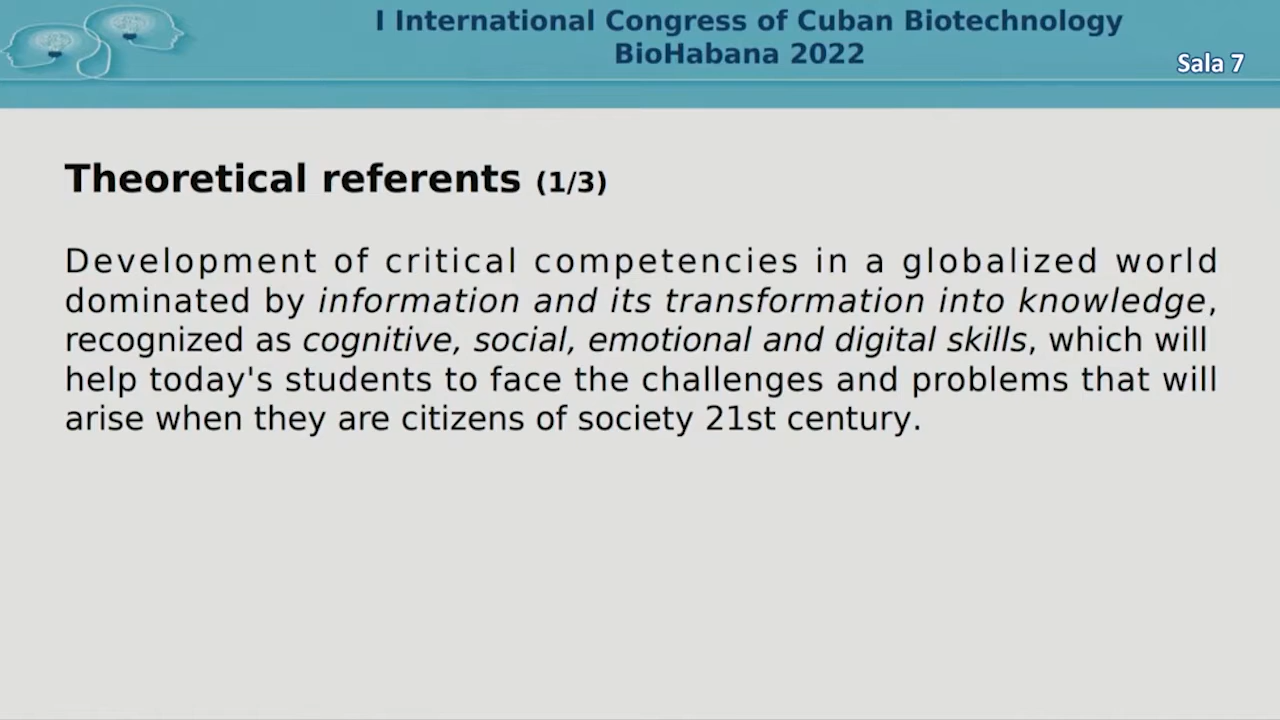 I International Congress of Cuban Biotechnology
BioHabana 2022
Sala 7
Theoretical referents (1/3)
Development of critical competencies in a globalized world
dominated by information and its transformation into knowledge,
recognized as cognitive, social, emotional and digital skills, which will
help today's students to face the challenges and problems that will
arise when they are citizens of society 21st century.